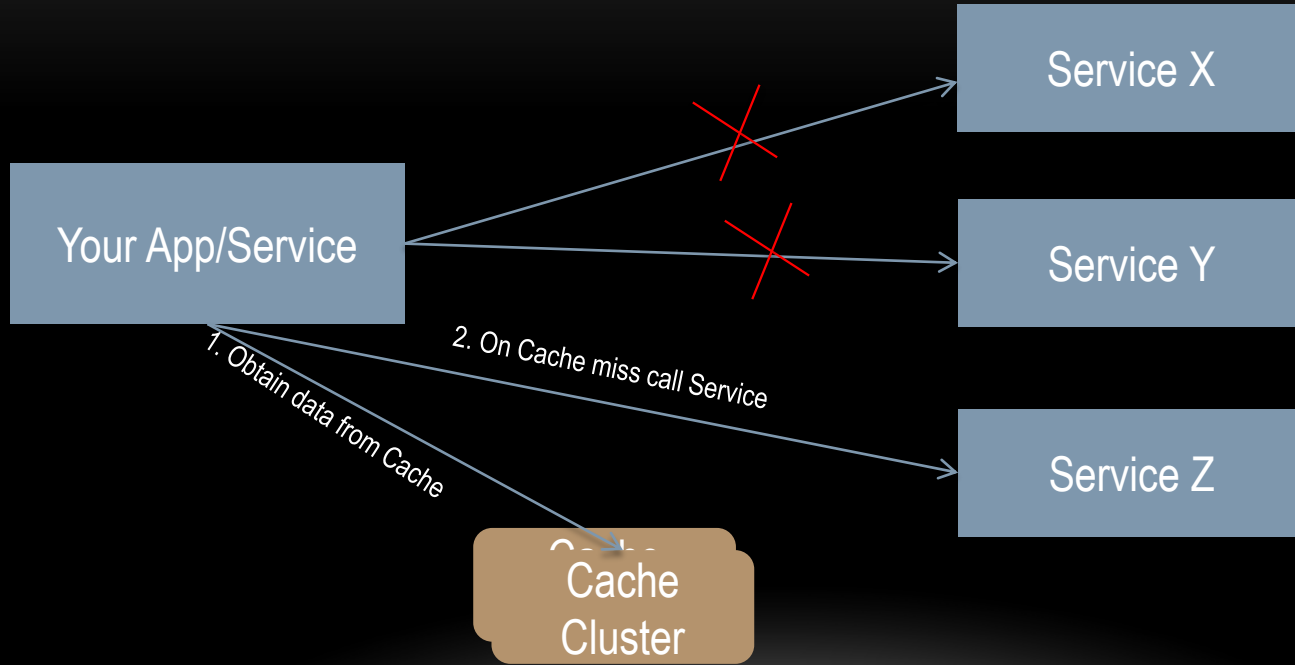 Service X
Your App/Service
Service Y
2. On Cache miss call Service
1. Obtain data from Cache
Service Z
Cache
Cluster